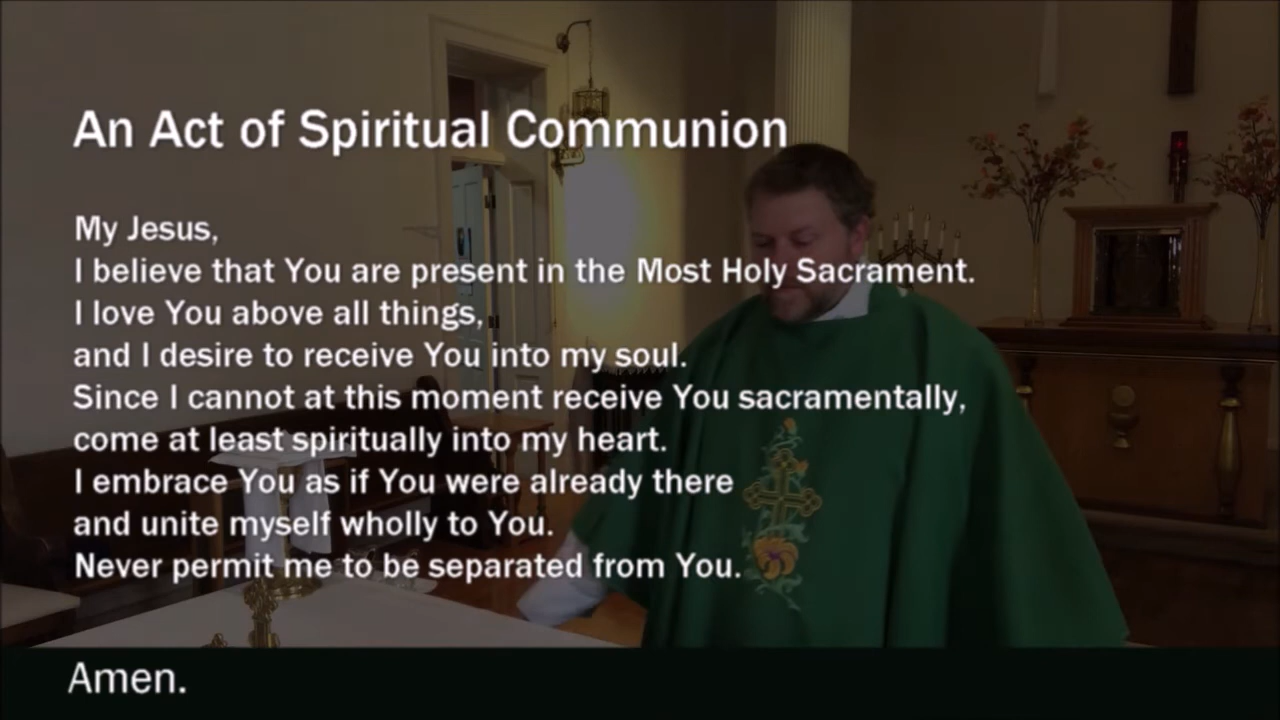 An Act of Spiritual Communion
My Jesus,
I believe that You are present in the Most Holy Sacrament.
I love You above all things,
and I desire to receive You into my soul.
Since I cannot at this moment receive You sacramentally,
come at least spiritually into my heart.
I embrace You as if You were already there
and unite myself wholly to You.
Never permit me to be separated from You.
Amen.